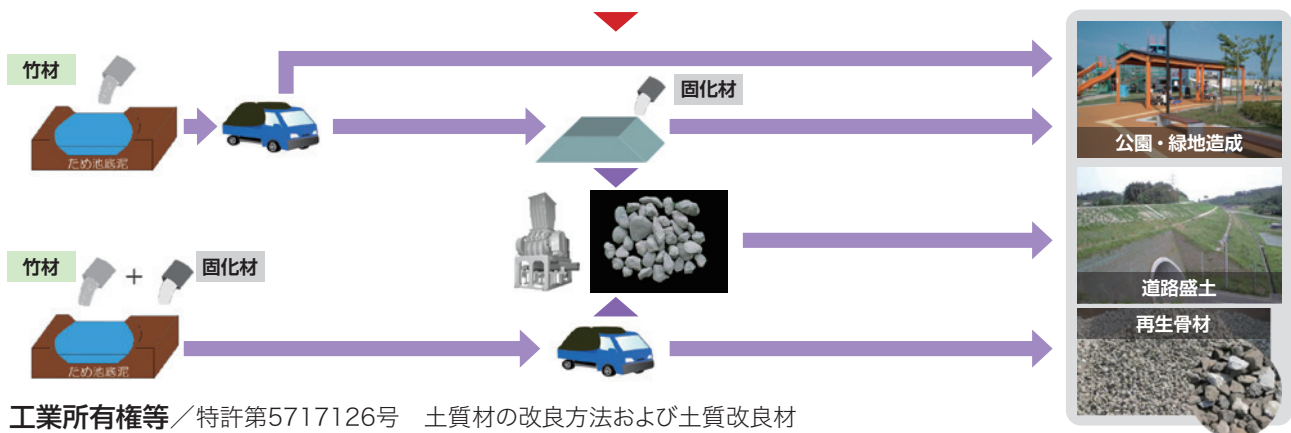 竹材
固化材
ため池底泥
公園・緑地造成
竹材
+
固化材
道路盛土
ため池底泥
再生骨材
工業所有権等／特許第5717126号　土質材の改良方法および土質改良材